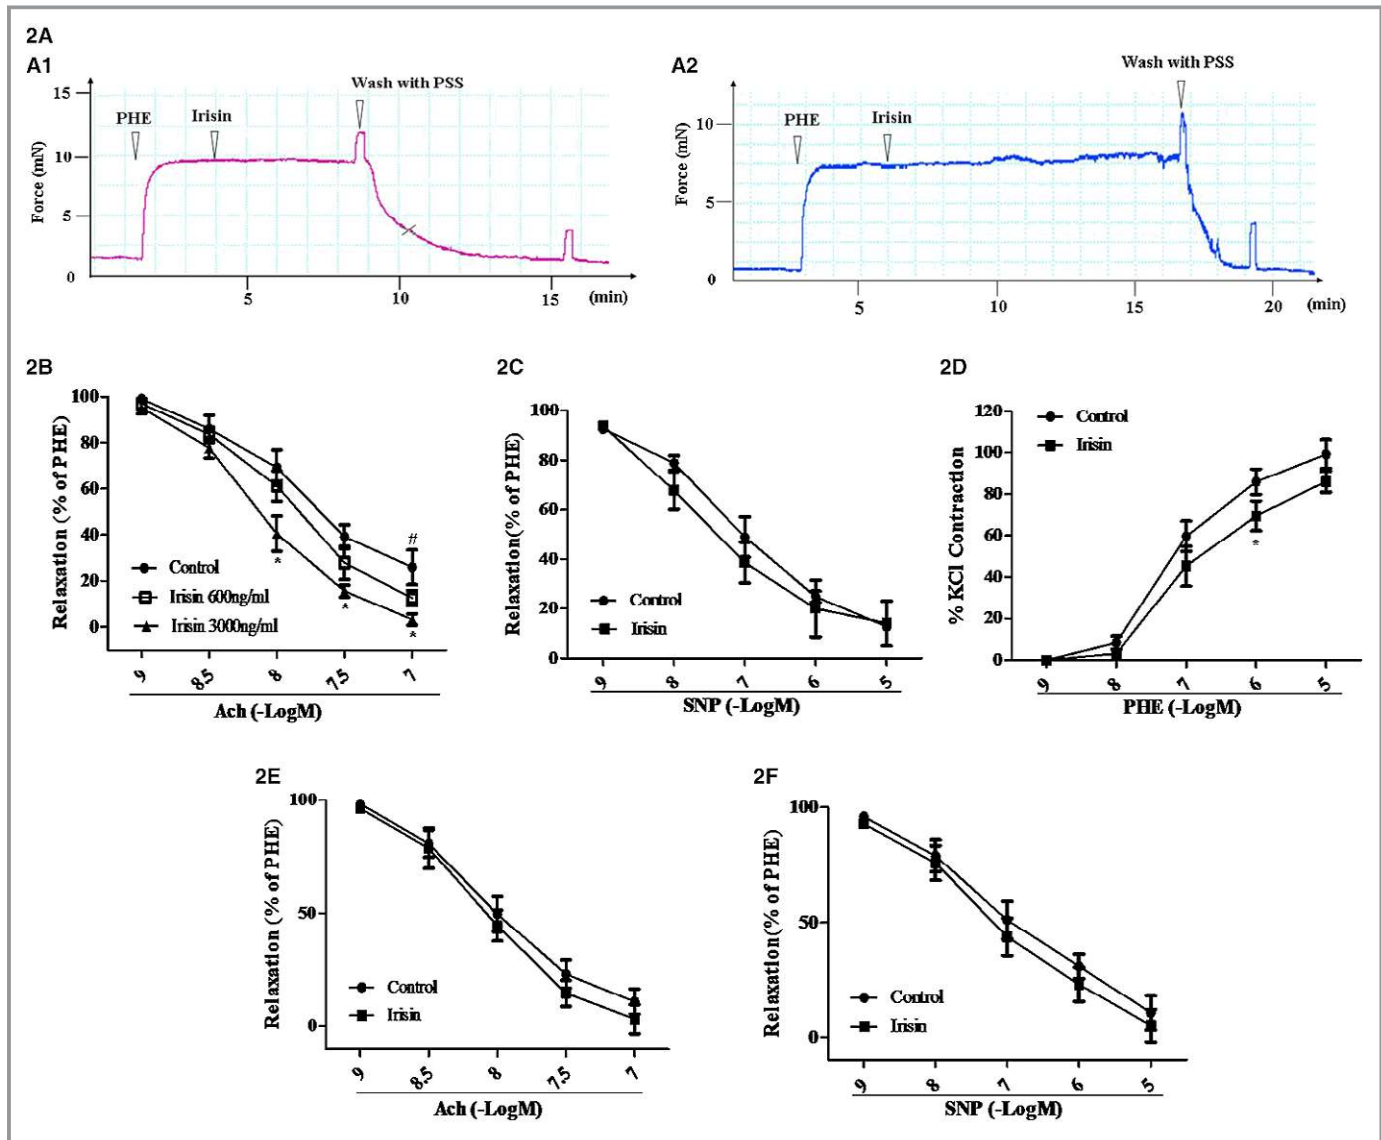 2A
A1
Wash with PSS
PHE
Irisin
Force (mN)
15
10
5
0
5
10
15
(min)
A2
Wash with PSS
PHE
Irisin
Force (mN)
10
5
0
5
10
15
20
(min)
2B
Relaxation (% of PHE)
100
80
60
40
20
0
#
*
*
*
Control
Irisin 600ng/ml
Irisin 3000ng/ml
9
8.5
8
7.5
7
Ach (-LogM)
2C
Relaxation(% of PHE)
100
80
60
40
20
0
Control
Irisin
9
8
7
6
5
SNP (-LogM)
2D
% KCl Contraction
120
100
80
60
40
20
0
Control
Irisin
*
9
8
7
6
5
PHE (-LogM)
2E
Relaxation (% of PHE)
100
50
0
Control
Irisin
9
8.5
8
7.5
7
Ach (-LogM)
2F
Relaxation(% of PHE)
100
50
0
Control
Irisin
9
8
7
6
5
SNP (-LogM)